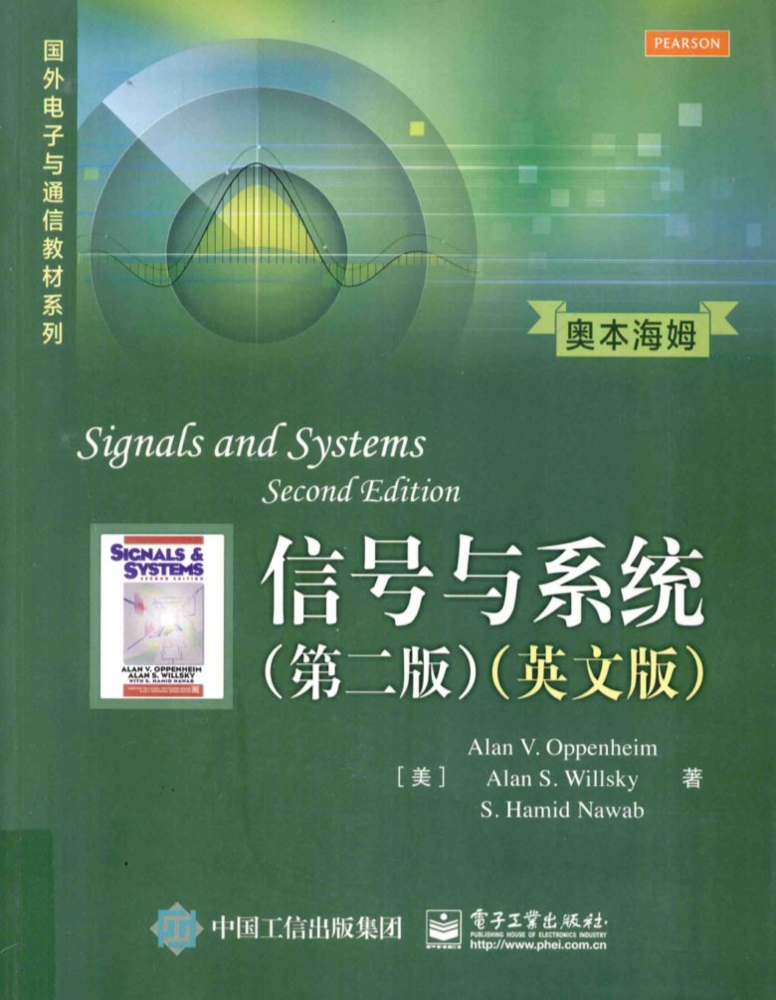 国外电子与通信教材系列
PEARSON
奥本海姆
Signals and Systems
Second Edition
SIGNALS &
SYSTEMS
SECOND EDITION
ALAN V. OPPENHEIM
ALAN S. WILLSKY
WITH S. HAMID NAWAB
信号与系统
(第二版)(英文版)
Alan V. Oppenheim
[美] Alan S. Willsky 著
S. Hamid Nawab
中国工信出版集团
电子工业出版社
PUBLISHING HOUSE OF ELECTRONICS INDUSTRY
http://www.phei.com.cn